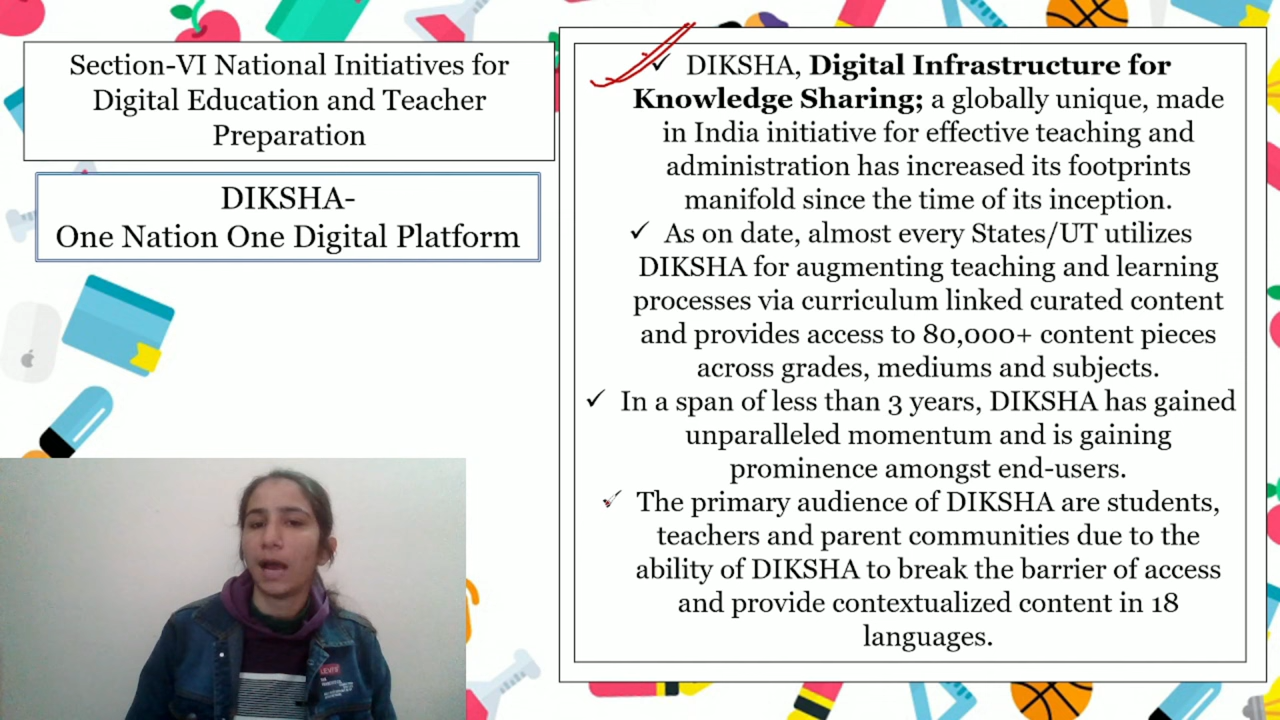 Section-VI National Initiatives for
Digital Education and Teacher
Preparation
DIKSHA-
One Nation One Digital Platform
✓ DIKSHA, Digital Infrastructure for
Knowledge Sharing; a globally unique, made
in India initiative for effective teaching and
administration has increased its footprints
manifold since the time of its inception.
✓ As on date, almost every States/UT utilizes
DIKSHA for augmenting teaching and learning
processes via curriculum linked curated content
and provides access to 80,000+ content pieces
across grades, mediums and subjects.
✓ In a span of less than 3 years, DIKSHA has gained
unparalleled momentum and is gaining
prominence amongst end-users.
✓ The primary audience of DIKSHA are students,
teachers and parent communities due to the
ability of DIKSHA to break the barrier of access
and provide contextualized content in 18
languages.